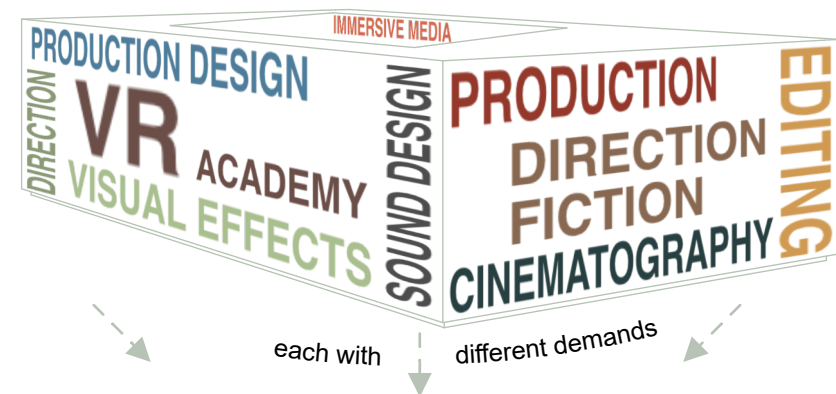 IMMERSIVE MEDIA
PRODUCTION DESIGN
DIRECTION
VR ACADEMY
VISUAL EFFECTS
SOUND DESIGN
PRODUCTION
DIRECTION
FICTION
CINEMATOGRAPHY
EDITING
each with different demands